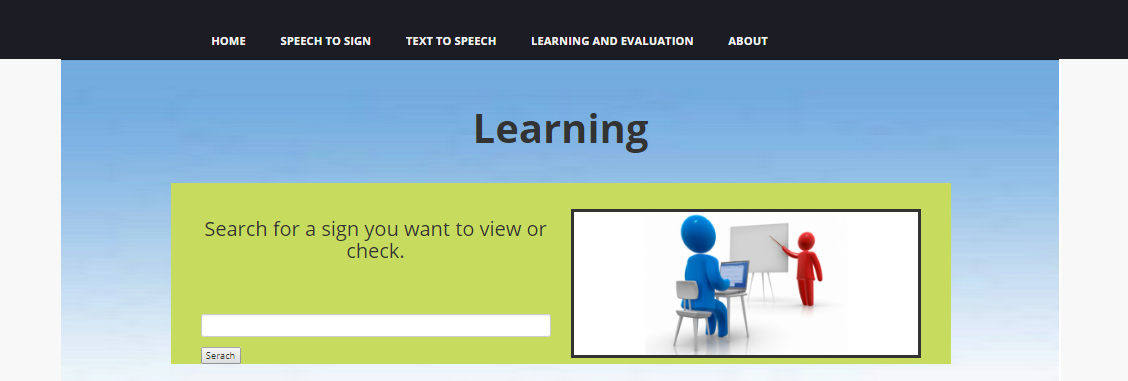 HOME SPEECH TO SIGN TEXT TO SPEECH LEARNING AND EVALUATION ABOUT
Learning
Search for a sign you want to view or
check.
Serach